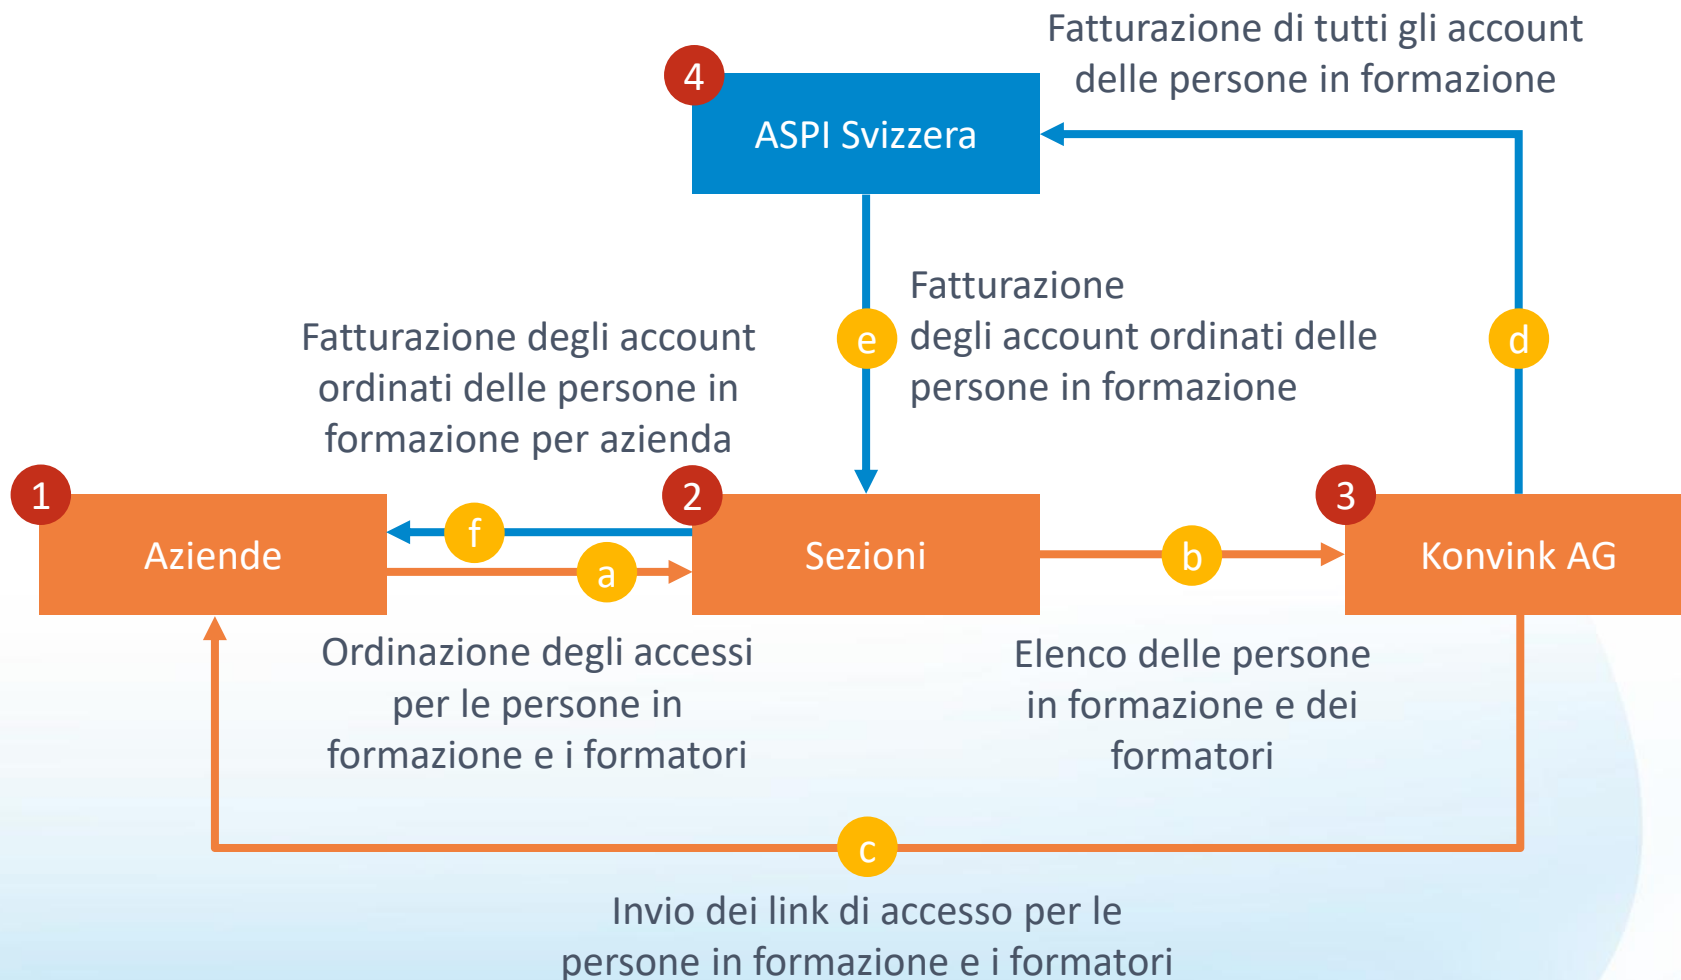 Fatturazione di tutti gli account
delle persone in formazione
4
ASPI Svizzera
Fatturazione
degli account ordinati delle
persone in formazione
e
d
Fatturazione degli account
ordinati delle persone in
formazione per azienda
1
Aziende
f
a
2
Sezioni
b
3
Konvink AG
Ordinazione degli accessi
per le persone in
formazione e i formatori
Elenco delle persone
in formazione e dei
formatori
c
Invio dei link di accesso per le
persone in formazione e i formatori